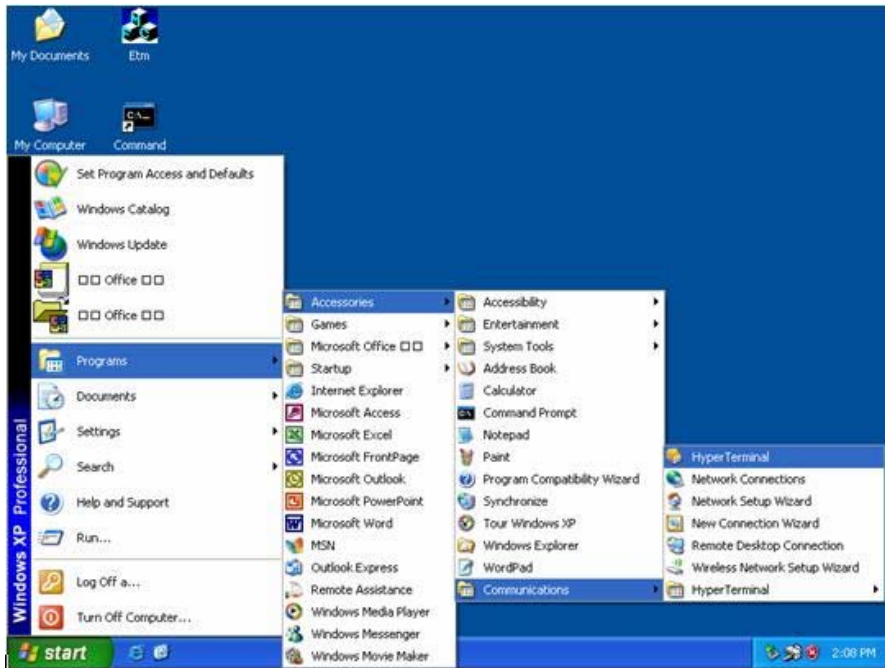 My Documents
Etm
My Computer
Command
Set Program Access and Defaults
Windows Catalog
Windows Update
□□ Office □□
□□ Office □□
Programs
Documents
Settings
Search
Help and Support
Run...
Log Off a...
Turn Off Computer...
Windows XP Professional
Accessories
Games
Microsoft Office □□
Startup
Internet Explorer
Microsoft Access
Microsoft Excel
Microsoft FrontPage
Microsoft Outlook
Microsoft PowerPoint
Microsoft Word
MSN
Outlook Express
Remote Assistance
Windows Media Player
Windows Messenger
Windows Movie Maker
Accessibility
Entertainment
System Tools
Address Book
Calculator
Command Prompt
Notepad
Paint
Program Compatibility Wizard
Synchronize
Tour Windows XP
Windows Explorer
WordPad
Communications
HyperTerminal
Network Connections
Network Setup Wizard
New Connection Wizard
Remote Desktop Connection
Wireless Network Setup Wizard
HyperTerminal
start
2:08 PM